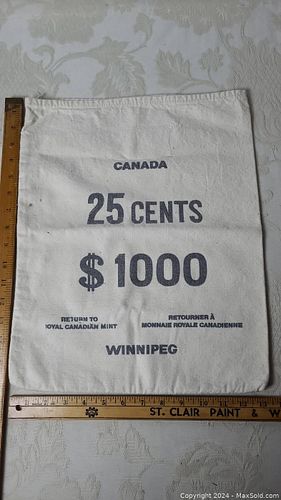 CANADA
25 CENTS
$ 1000
RETURN TO
ROYAL CANADIAN MINT
RETOURNER À
MONNAIE ROYALE CANADIENNE
WINNIPEG
ST. CLAIR PAINT & W
Copyright © 2024 - MaxSold.com